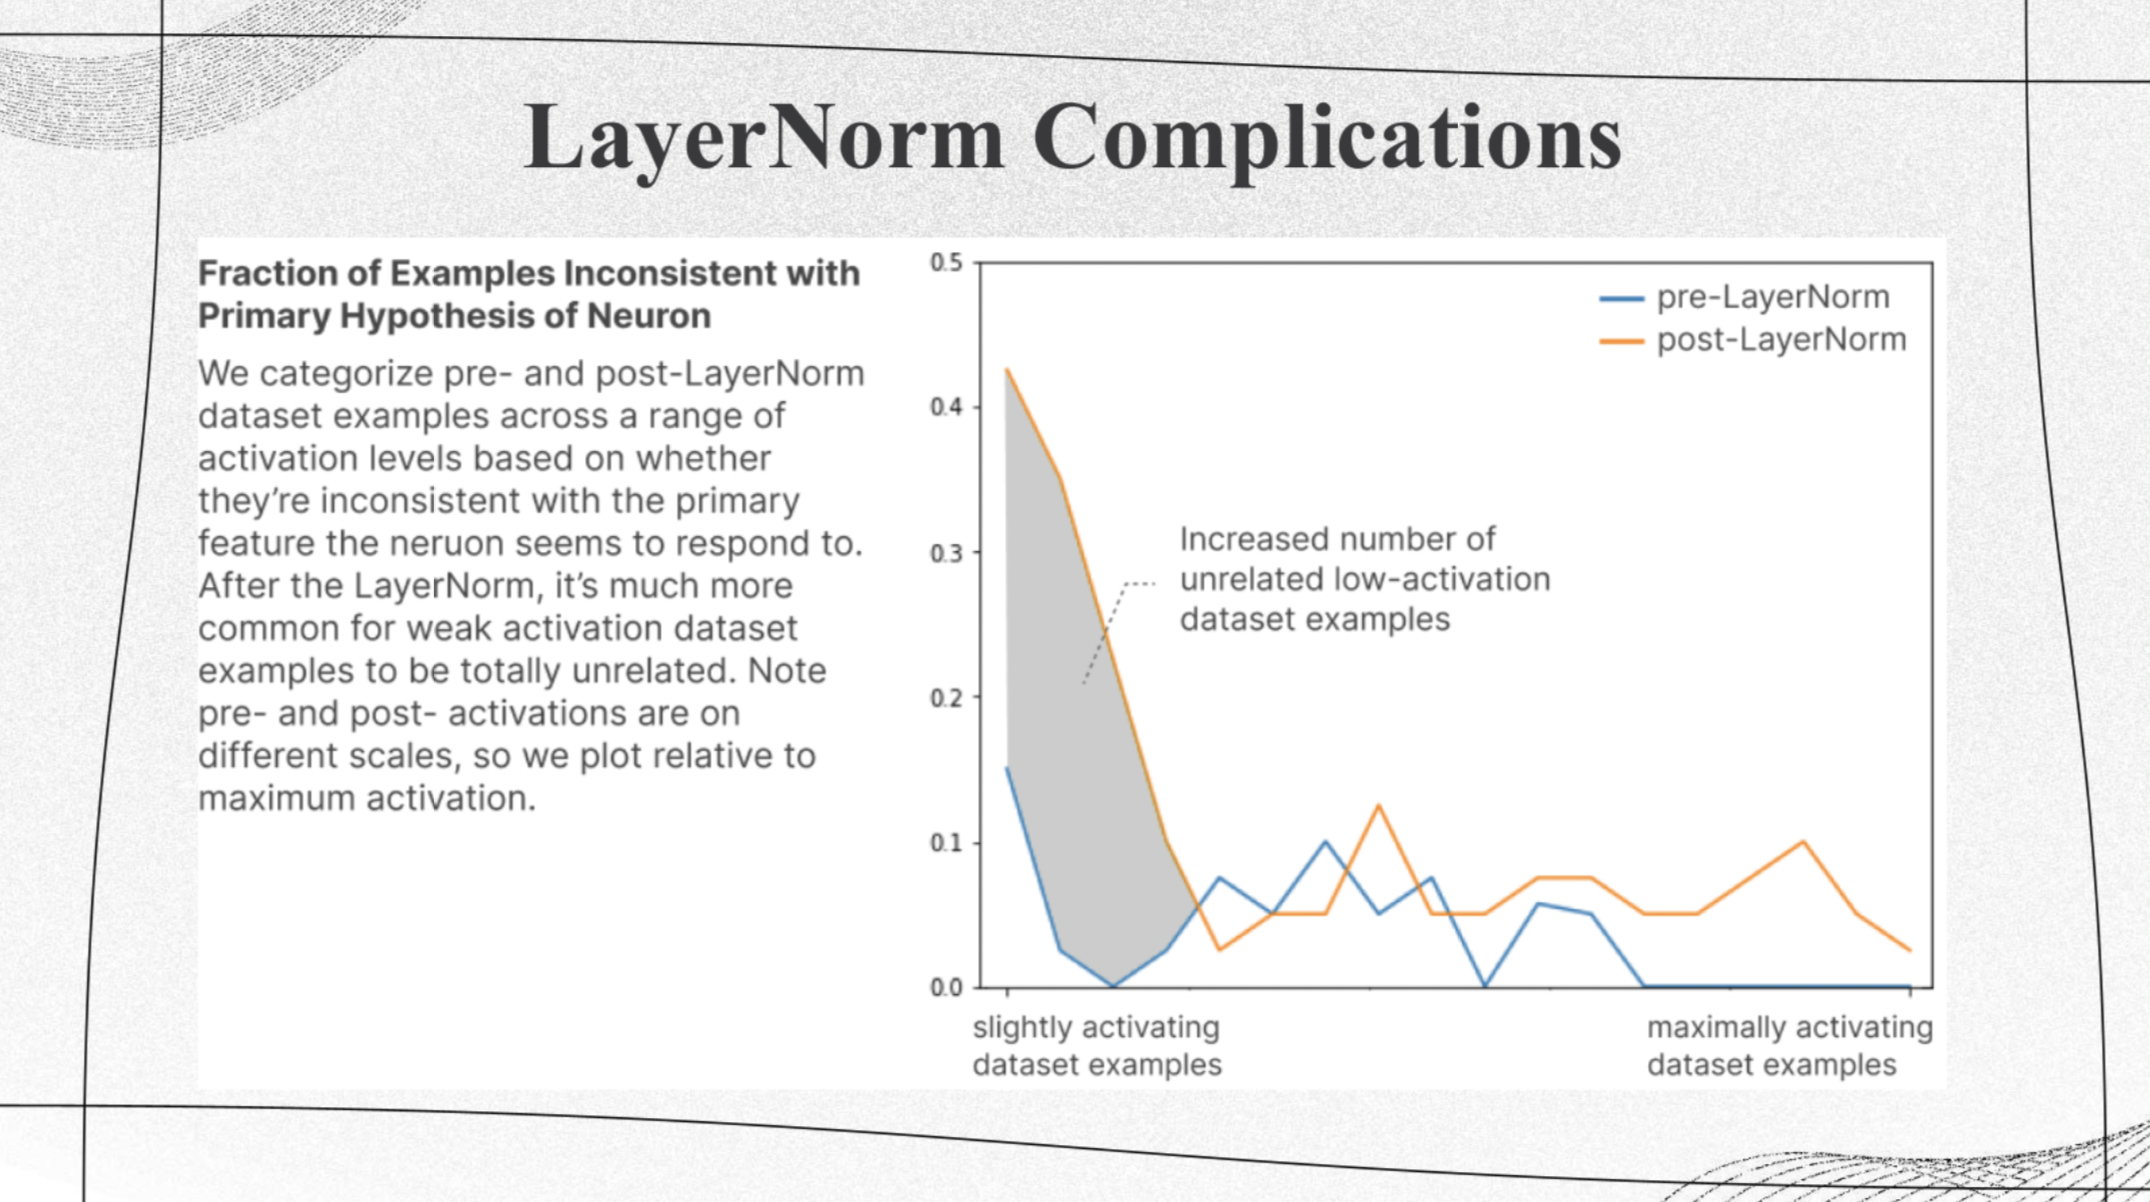 LayerNorm Complications
Fraction of Examples Inconsistent with
Primary Hypothesis of Neuron
We categorize pre- and post-LayerNorm
dataset examples across a range of
activation levels based on whether
they’re inconsistent with the primary
feature the neruon seems to respond to.
After the LayerNorm, it’s much more
common for weak activation dataset
examples to be totally unrelated. Note
pre- and post- activations are on
different scales, so we plot relative to
maximum activation.
0.5
0.4
0.3
0.2
0.1
0.0
pre-LayerNorm
post-LayerNorm
Increased number of
unrelated low-activation
dataset examples
slightly activating
dataset examples
maximally activating
dataset examples